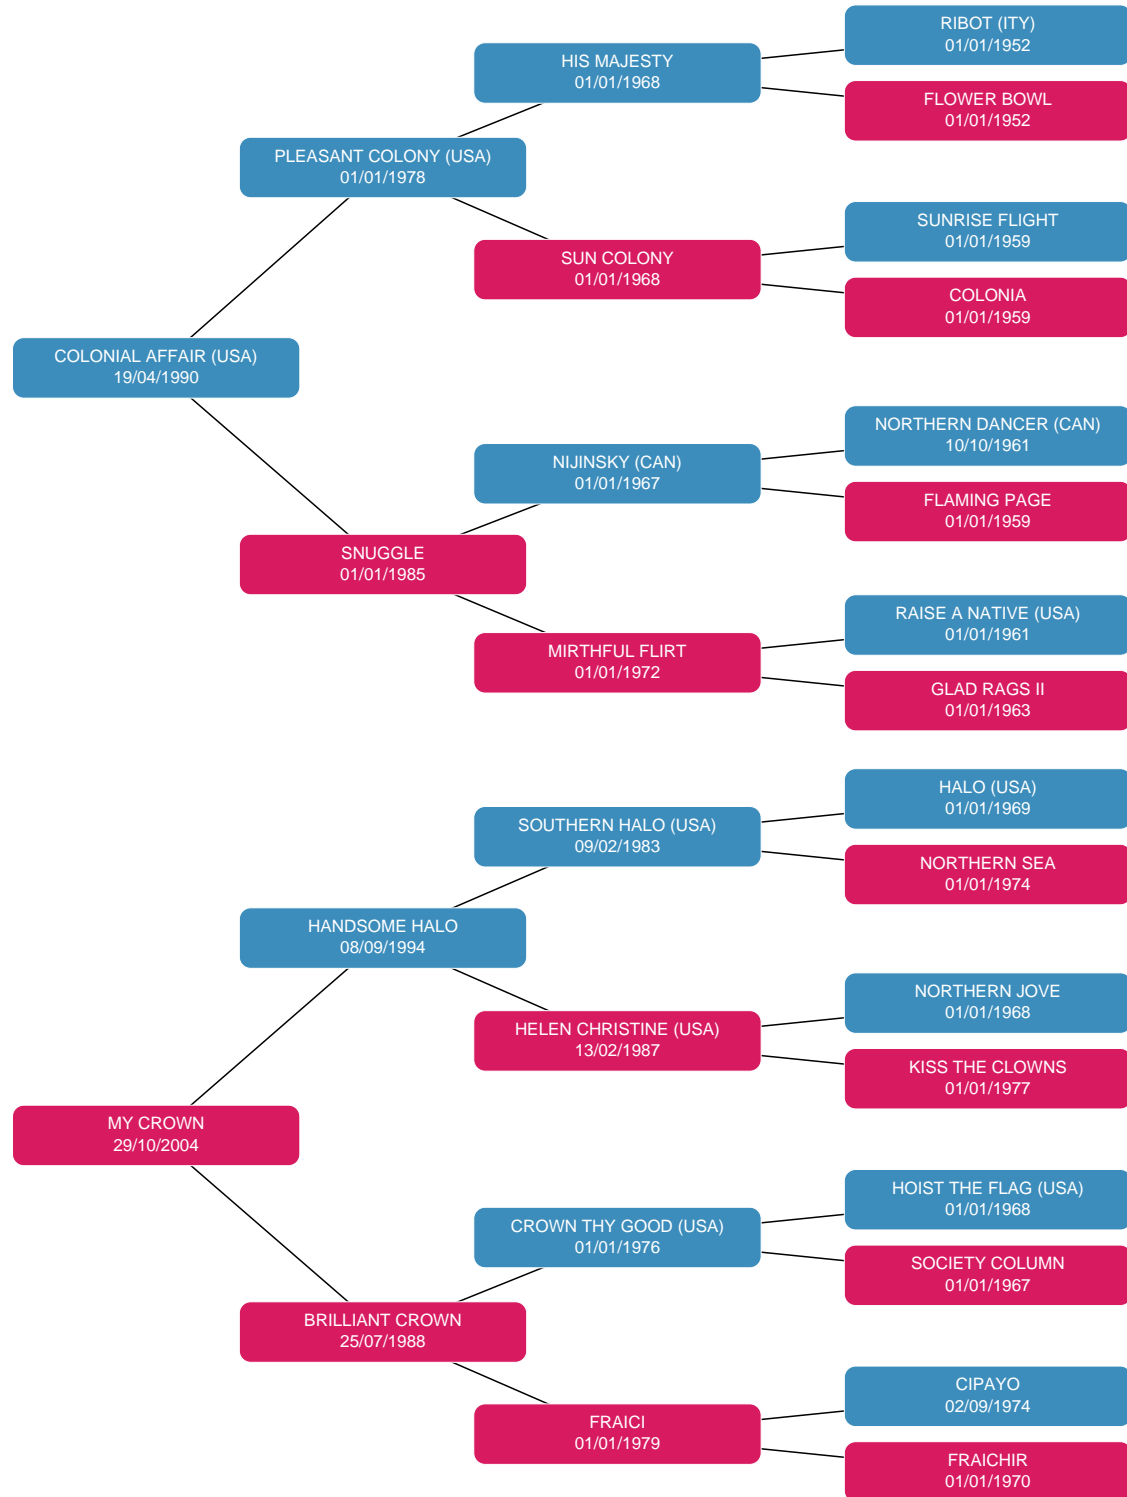 RIBOT (ITY)
01/01/1952
HIS MAJESTY
01/01/1968
FLOWER BOWL
01/01/1952
PLEASANT COLONY (USA)
01/01/1978
SUNRISE FLIGHT
01/01/1959
SUN COLONY
01/01/1968
COLONIA
01/01/1959
COLONIAL AFFAIR (USA)
19/04/1990
NORTHERN DANCER (CAN)
10/10/1961
NIJINSKY (CAN)
01/01/1967
FLAMING PAGE
01/01/1959
SNUGGLE
01/01/1985
RAISE A NATIVE (USA)
01/01/1961
MIRTHFUL FLIRT
01/01/1972
GLAD RAGS II
01/01/1963
HALO (USA)
01/01/1969
SOUTHERN HALO (USA)
09/02/1983
NORTHERN SEA
01/01/1974
HANDSOME HALO
08/09/1994
NORTHERN JOVE
01/01/1968
HELEN CHRISTINE (USA)
13/02/1987
KISS THE CLOWNS
01/01/1977
MY CROWN
29/10/2004
HOIST THE FLAG (USA)
01/01/1968
CROWN THY GOOD (USA)
01/01/1976
SOCIETY COLUMN
01/01/1967
BRILLIANT CROWN
25/07/1988
CIPAYO
02/09/1974
FRAICI
01/01/1979
FRAICHIR
01/01/1970